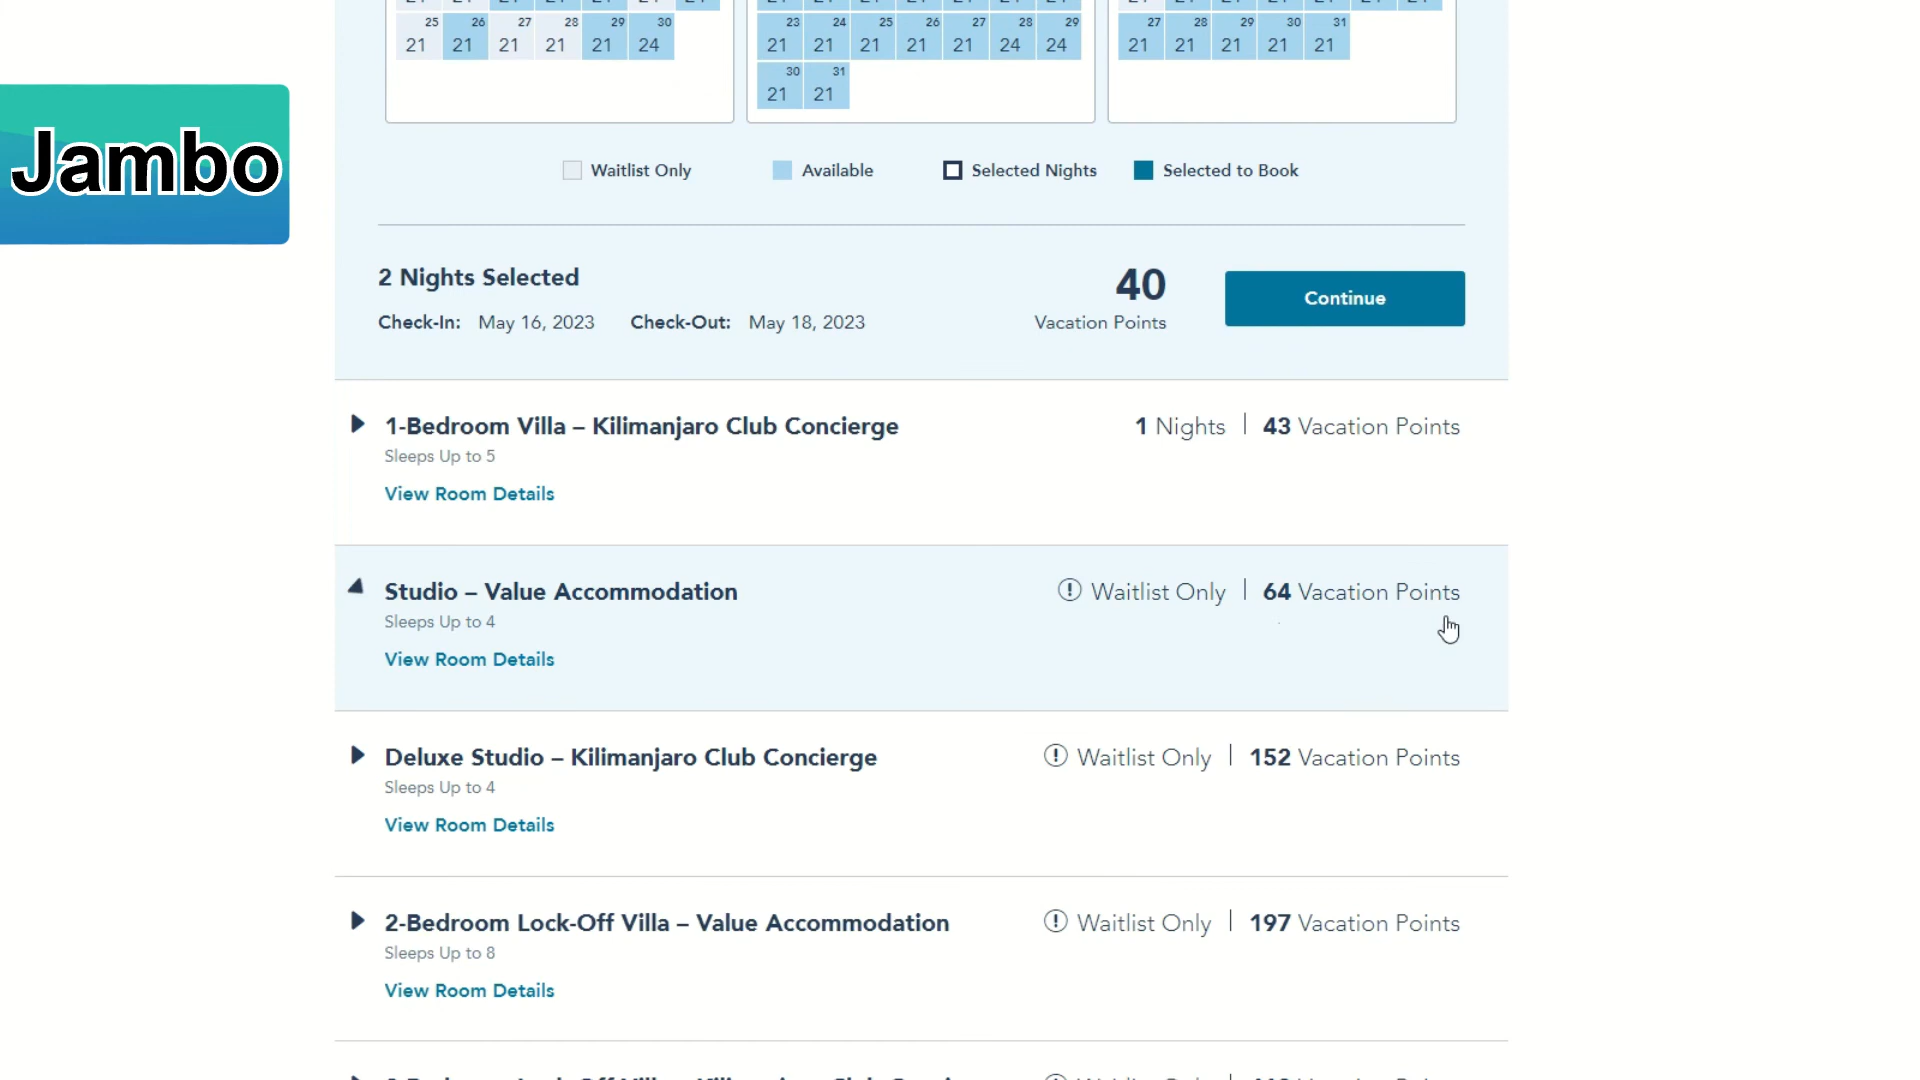 25 26 27 28 29 30
21 21 21 21 21 24
23 24 25 26 27 28 29
21 21 21 21 21 24 24
30 31
21 21
27 28 29 30 31
21 21 21 21 21
Jambo
Waitlist Only Available Selected Nights Selected to Book
2 Nights Selected
40
Continue
Check-In: May 16, 2023 Check-Out: May 18, 2023
Vacation Points
1-Bedroom Villa – Kilimanjaro Club Concierge 1 Nights | 43 Vacation Points
Sleeps Up to 5
View Room Details
Studio – Value Accommodation Waitlist Only | 64 Vacation Points
Sleeps Up to 4
View Room Details
Deluxe Studio – Kilimanjaro Club Concierge Waitlist Only | 152 Vacation Points
Sleeps Up to 4
View Room Details
2-Bedroom Lock-Off Villa – Value Accommodation Waitlist Only | 197 Vacation Points
Sleeps Up to 8
View Room Details